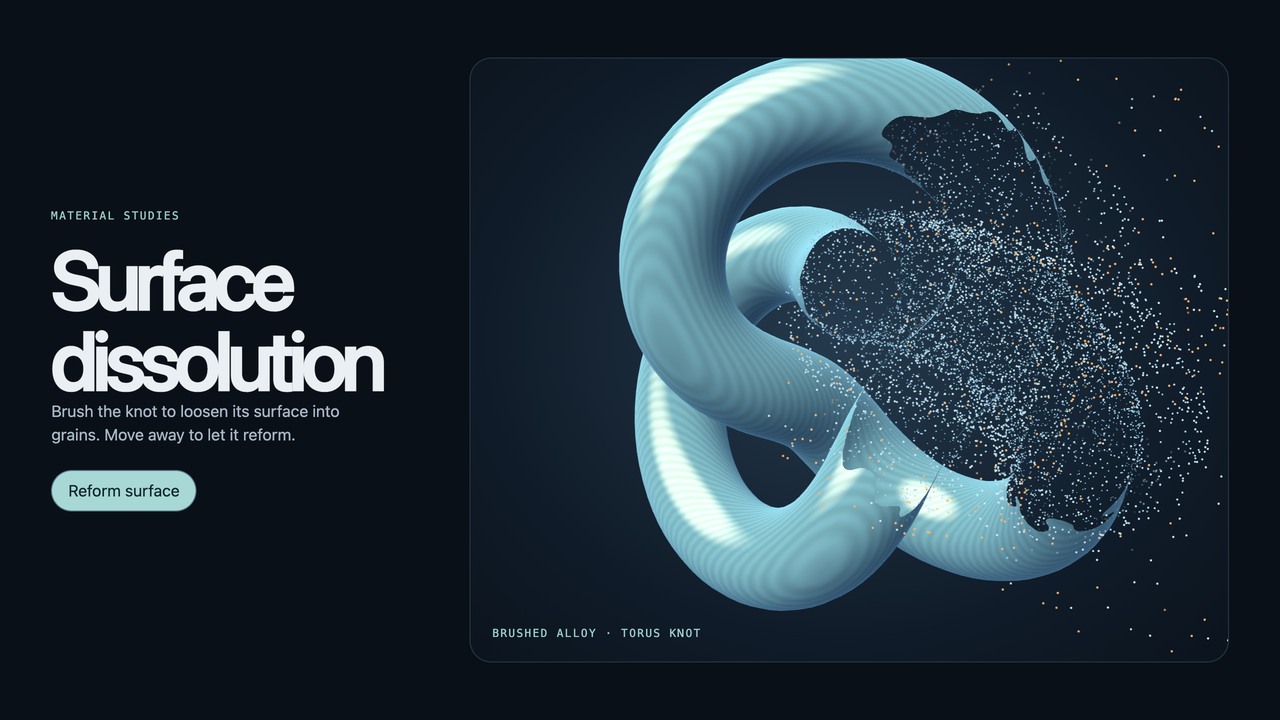 MATERIAL STUDIES
Surface
dissolution
Brush the knot to loosen its surface into
grains. Move away to let it reform.
Reform surface
BRUSHED ALLOY · TORUS KNOT